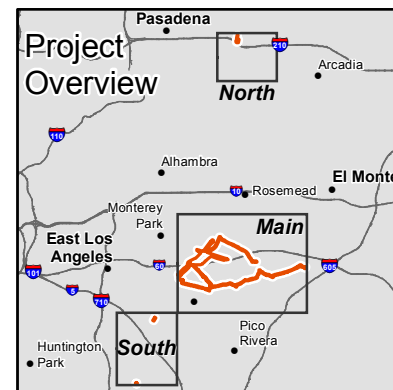 Pasadena
Project
Overview
210
North
Arcadia
110
Alhambra
El Monte
10
Rosemead
Monterey
Park
Main
East Los
Angeles
60
605
101
5
710
Pico
Rivera
South
Huntington
Park